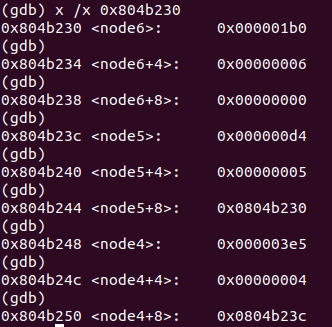 (gdb) x /x 0x804b230
0x804b230 <node6>: 0x000001b0
(gdb)
0x804b234 <node6+4>: 0x00000006
(gdb)
0x804b238 <node6+8>: 0x00000000
(gdb)
0x804b23c <node5>: 0x000000d4
(gdb)
0x804b240 <node5+4>: 0x00000005
(gdb)
0x804b244 <node5+8>: 0x0804b230
(gdb)
0x804b248 <node4>: 0x000003e5
(gdb)
0x804b24c <node4+4>: 0x00000004
(gdb)
0x804b250 <node4+8>: 0x0804b23c